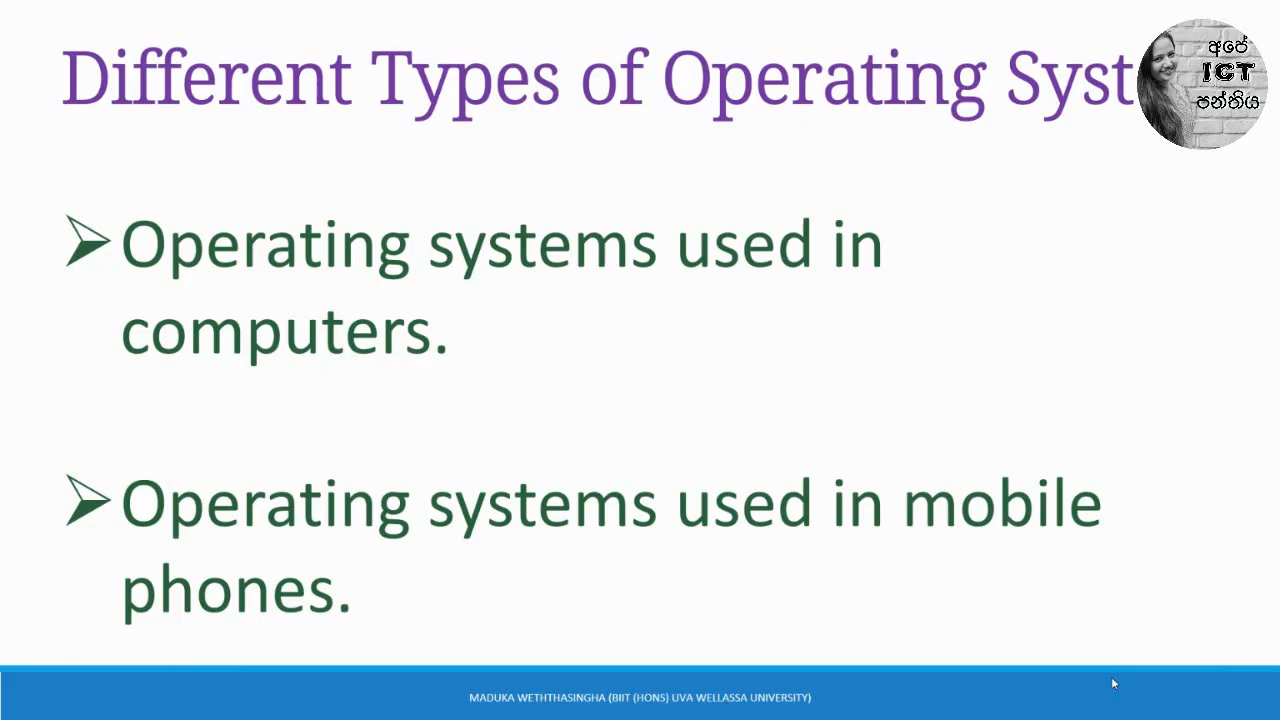 Different Types of Operating Syst
අපේ
ICT
පන්තිය
Operating systems used in
computers.
Operating systems used in mobile
phones.
MADUKA WEHTHASINGHA (BIIT (HONS) UVA WELLASSA UNIVERSITY)